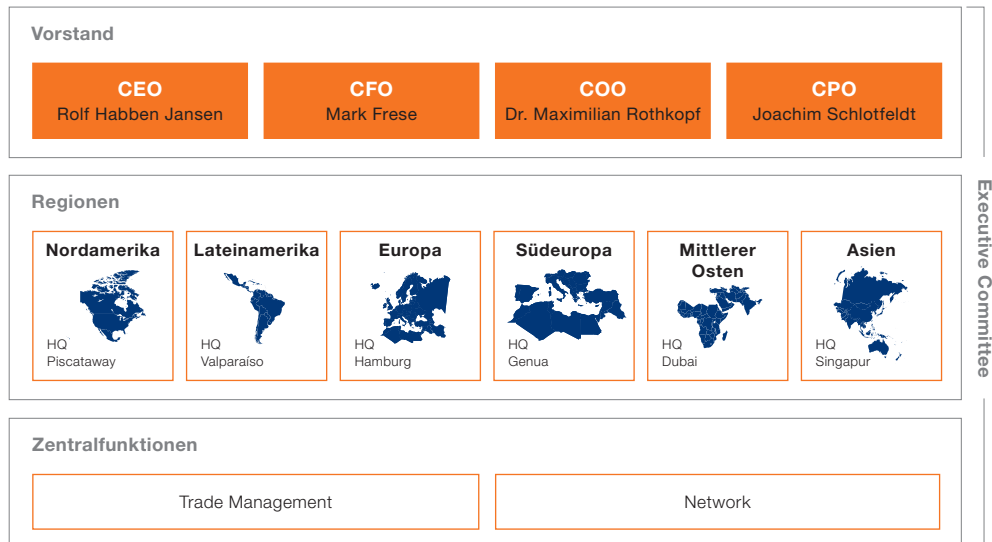 Vorstand
CEO
Rolf Habben Jansen
CFO
Mark Frese
COO
Dr. Maximilian Rothkopf
CPO
Joachim Schlotfeldt
Executive Committee
Regionen
Nordamerika
HQ
Piscataway
Lateinamerika
HQ
Valparaíso
Europa
HQ
Hamburg
Südeuropa
HQ
Genua
Mittlerer
Osten
HQ
Dubai
Asien
HQ
Singapur
Zentralfunktionen
Trade Management
Network